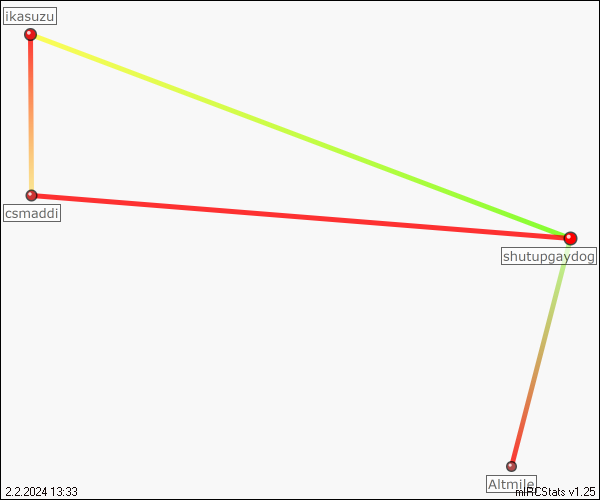 ikasuzu
csmaddi
shutupgaydog
Altmile
2.2.2024 13:33
mIRCStats v1.25